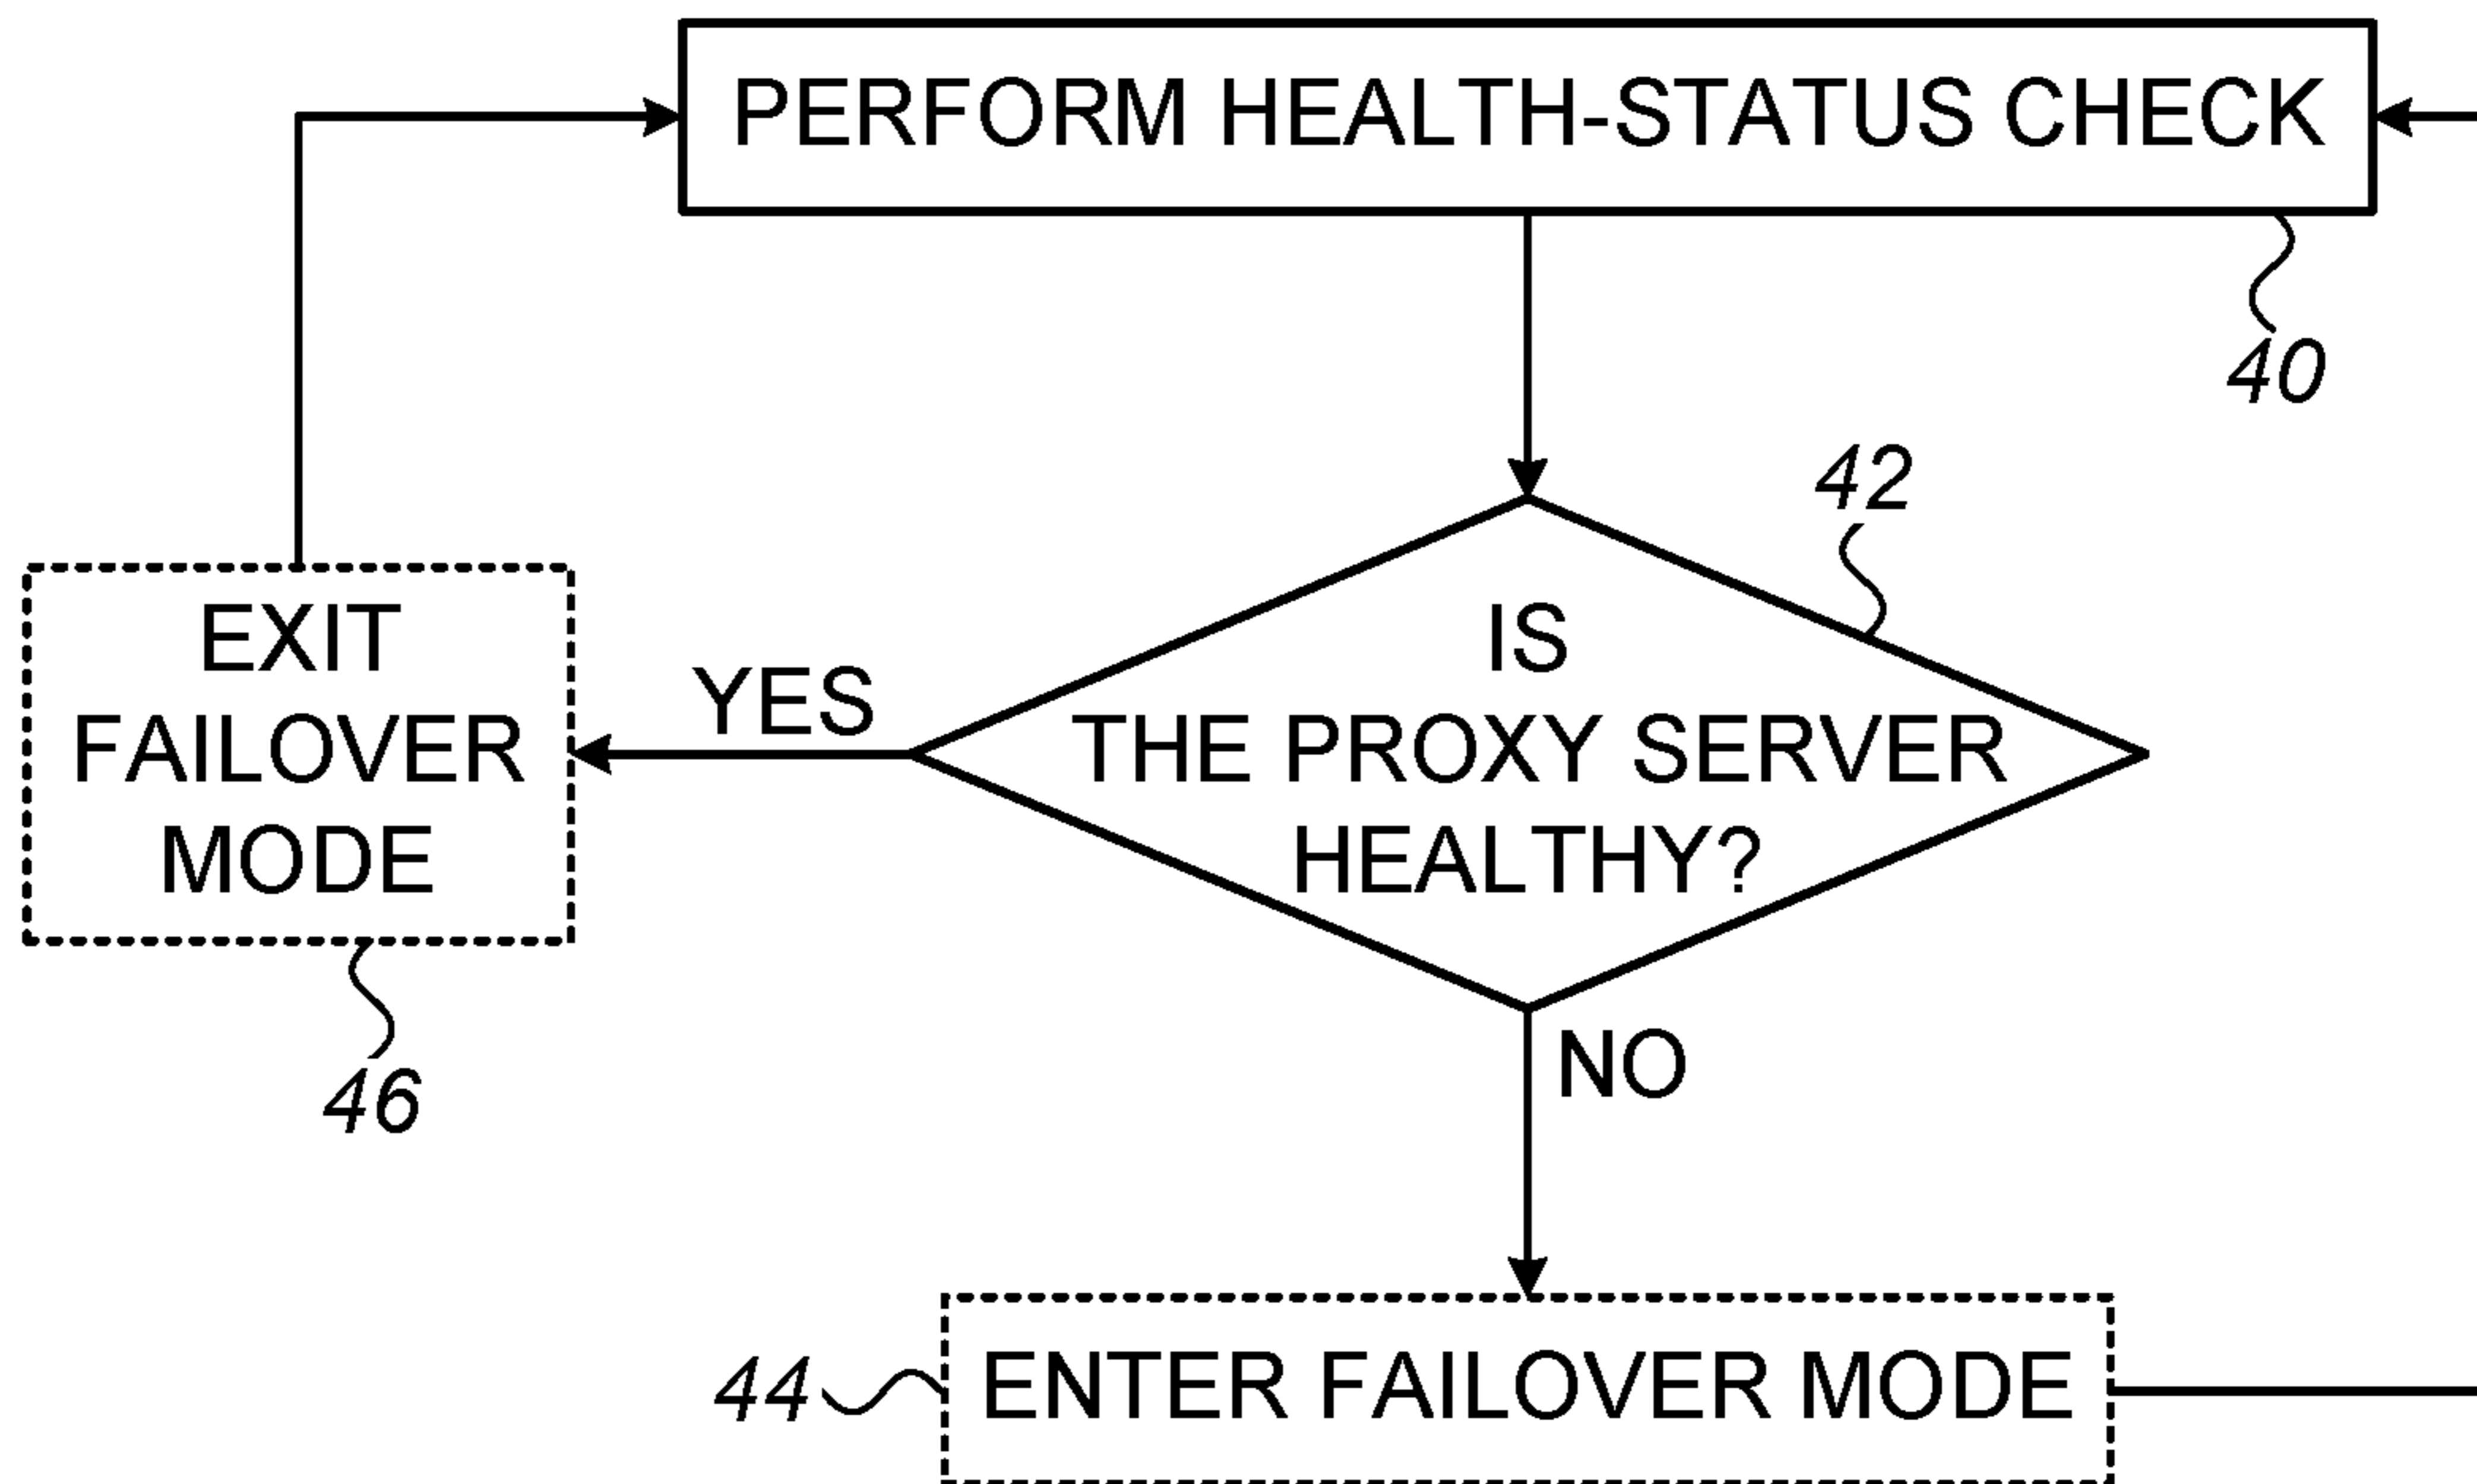 PERFORM HEALTH-STATUS CHECK
40
42
IS
THE PROXY SERVER
HEALTHY?
YES
EXIT
FAILOVER
MODE
46
NO
44
ENTER FAILOVER MODE